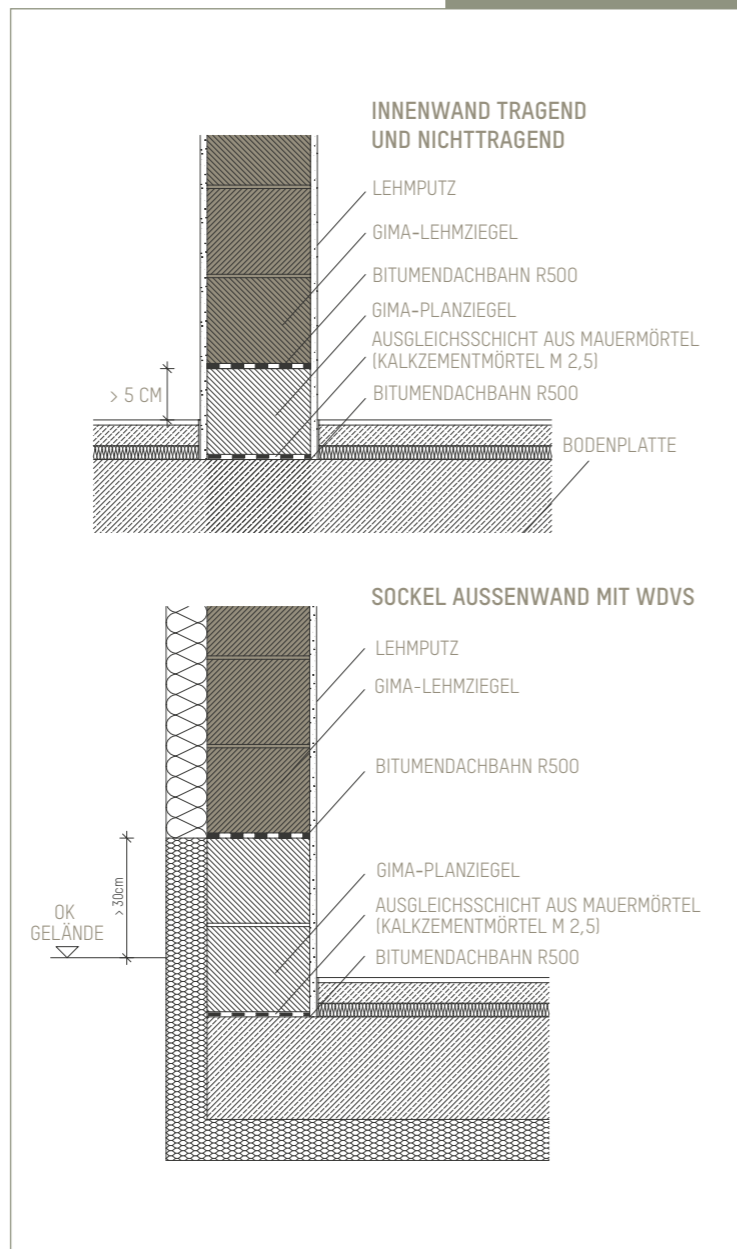 INNENWAND TRAGEND
UND NICHTTRAGEND
LEHMPUTZ
GIMA-LEHMZIEGEL
BITUMENDACHBAHN R500
GIMA-PLANZIEGEL
AUSGLEICHSSCHICHT AUS MAUERMÖRTEL
(KALKZEMENTMÖRTEL M 2,5)
> 5 CM
BITUMENDACHBAHN R500
BODENPLATTE
SOCKEL AUSSENWAND MIT WDVS
LEHMPUTZ
GIMA-LEHMZIEGEL
BITUMENDACHBAHN R500
> 30cm
GIMA-PLANZIEGEL
AUSGLEICHSSCHICHT AUS MAUERMÖRTEL
(KALKZEMENTMÖRTEL M 2,5)
OK
GELÄNDE
BITUMENDACHBAHN R500